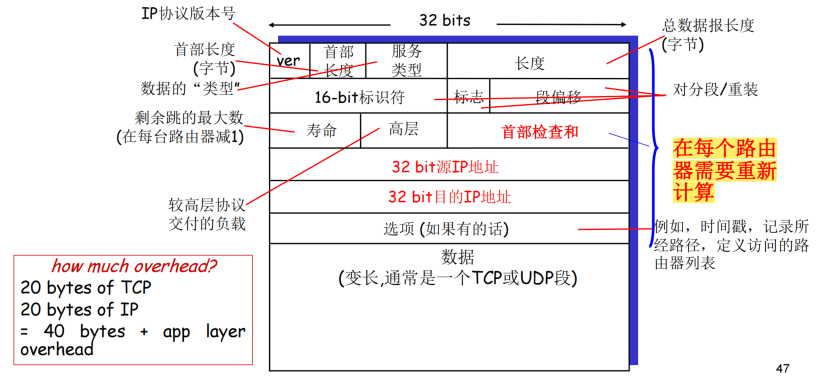 IP协议版本号
32 bits
总数据报长度
(字节)
首部长度
(字节)
数据的“类型”
ver
首部
长度
服务
类型
长度
16-bit标识符
标志
段偏移
对分段/重装
剩余跳的最大数
(在每台路由器减1)
寿命
高层
首部检查和
在每个路由
器需要重新
计算
32 bit源IP地址
32 bit目的IP地址
较高层协议
交付的负载
选项 (如果有的话)
例如，时间戳，记录所
经路径，定义访问的路
由器列表
数据
(变长,通常是一个TCP或UDP段)
how much overhead?
20 bytes of TCP
20 bytes of IP
= 40 bytes + app layer
overhead
47